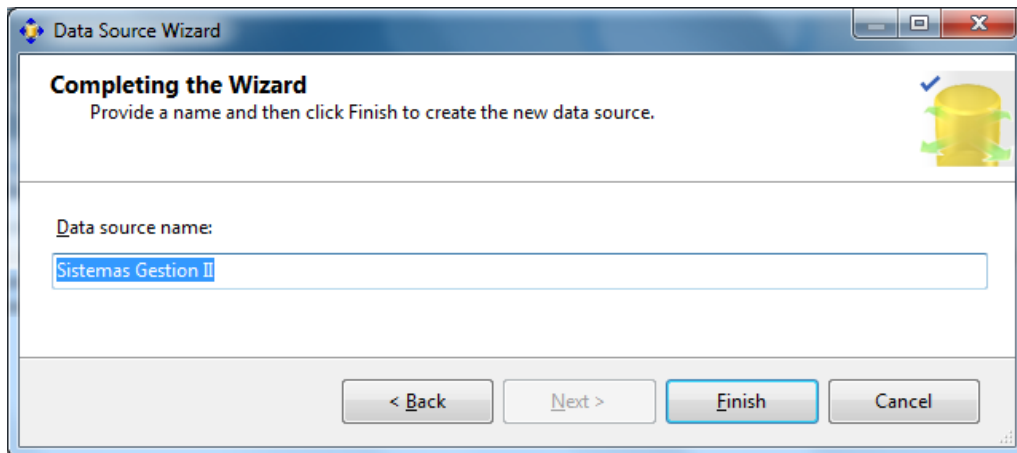 Data Source Wizard
Completing the Wizard
Provide a name and then click Finish to create the new data source.
Data source name:
Sistemas Gestion II
< Back
Next >
Finish
Cancel